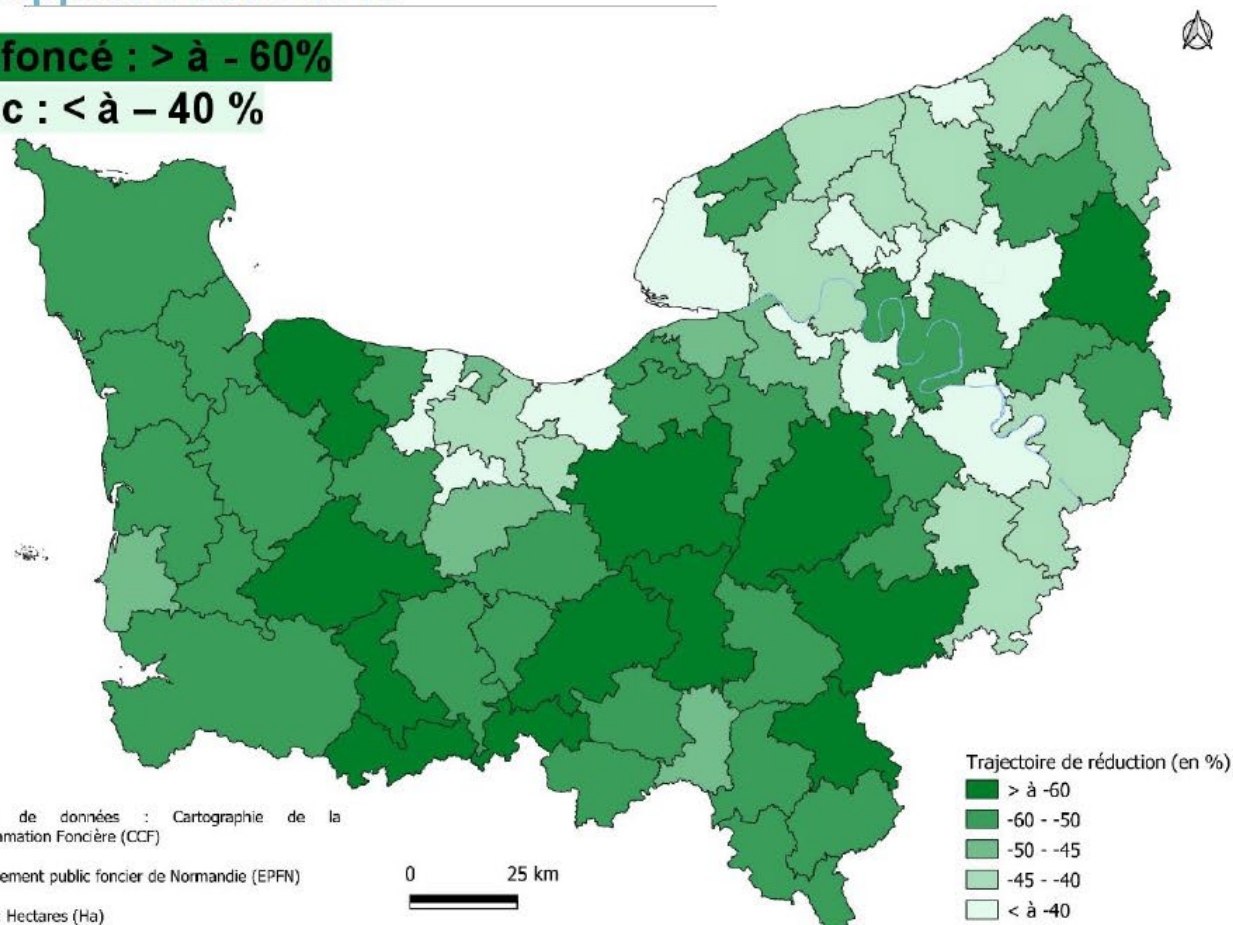 foncé : > à - 60%
c : < à – 40 %
Trajectoire de réduction (en %)
> à -60
-60 - -50
-50 - -45
-45 - -40
< à -40
de données : Cartographie de la
mation Foncière (CCF)
ement public foncier de Normandie (EPFN)
: Hectares (Ha)
0 25 km